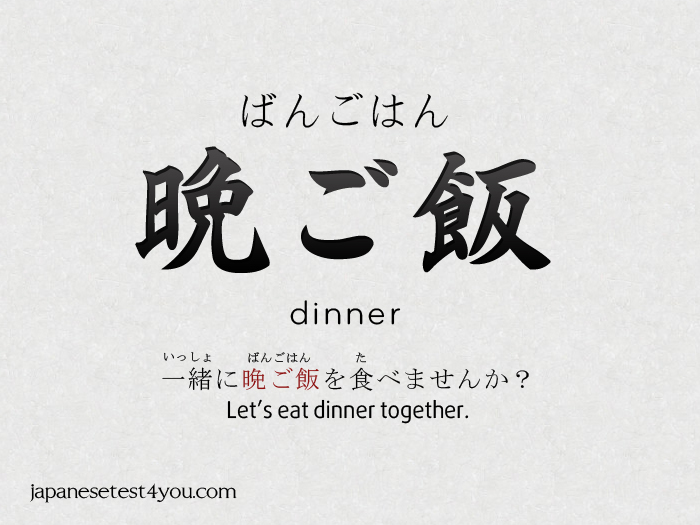 ばんごはん
晩ご飯
dinner
いっしょ ばんごはん た
一緒に晩ご飯を食べませんか？
Let's eat dinner together.
japanesetest4you.com